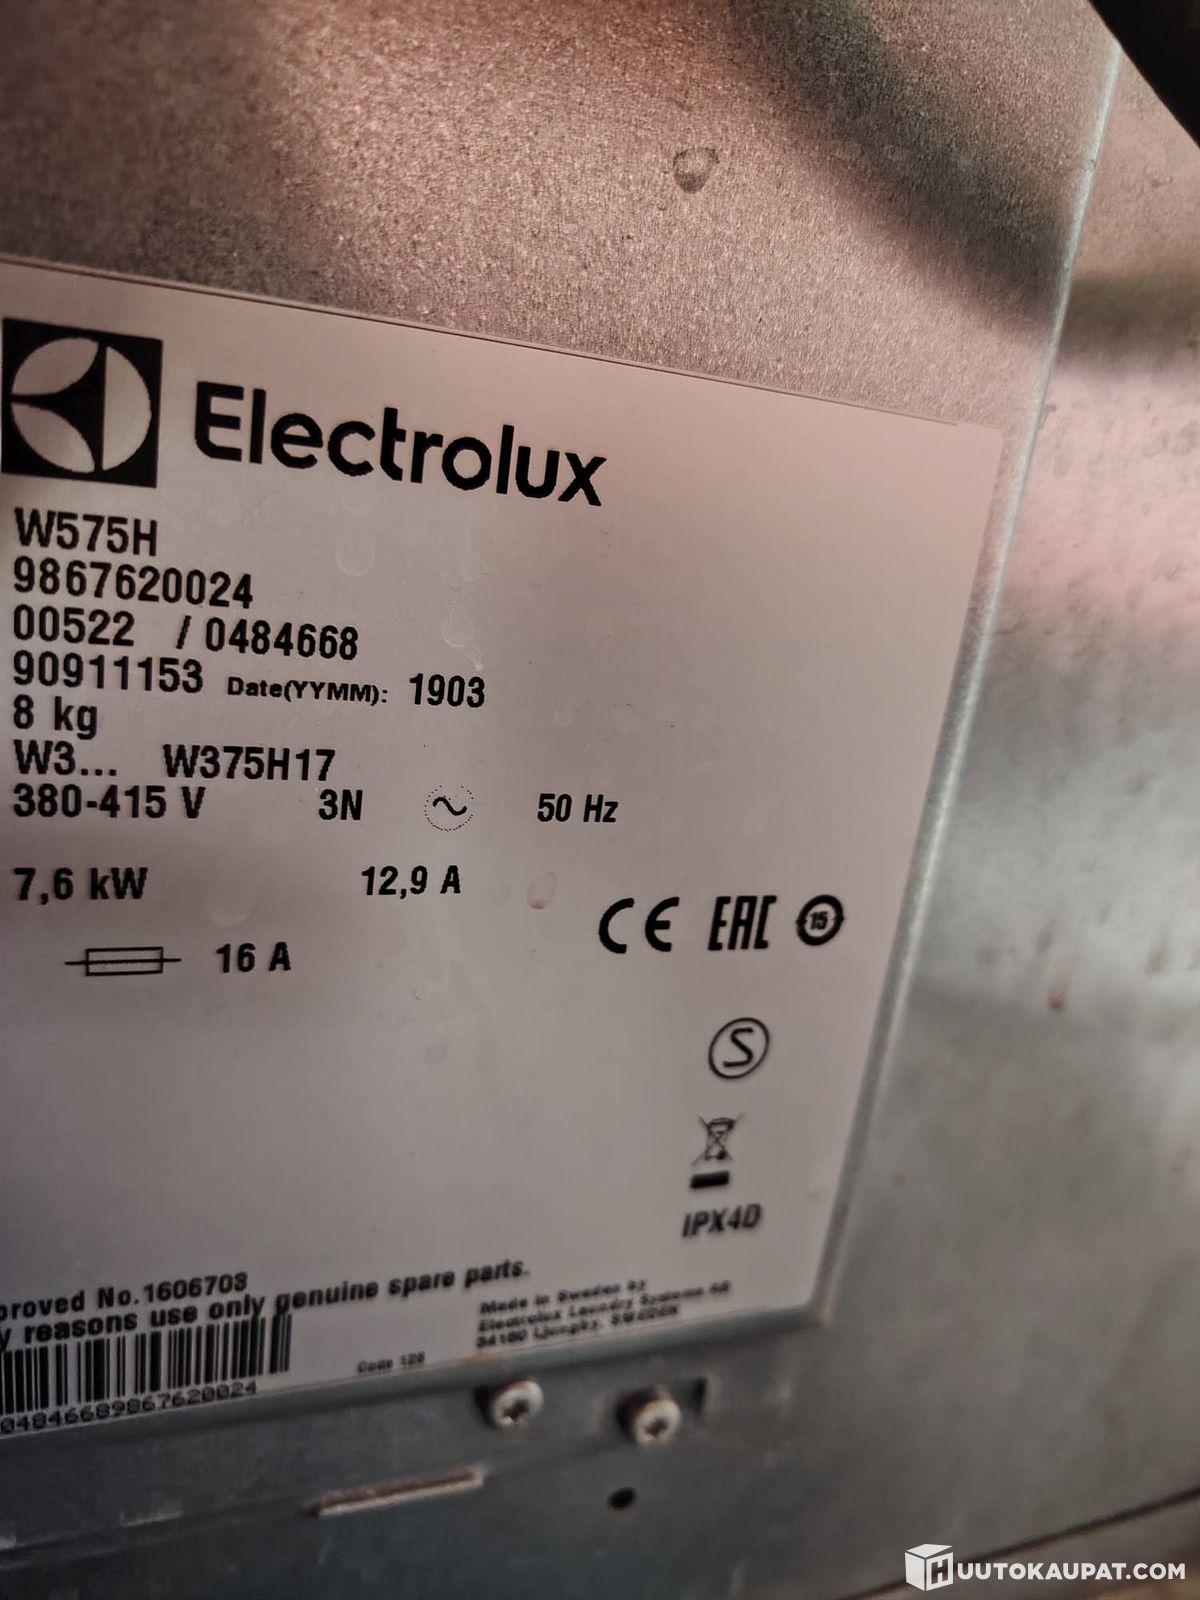 Electrolux
W575H
9867620024
00522 / 0484668
90911153 Date(YYMM): 1903
8 kg
W3... W375H17
380-415 V 3N ~ 50 Hz
7,6 kW 12,9 A
16 A
CE EAC 15
S
IPX4D
proved No.1606708
y reasons use only genuine spare parts.
Made in Sweden by
Electrolux Laundry Systems AB
34180 Ljungby, SWEDEN
Code 128
04846689867620024
HUUTOKAUPAT.COM